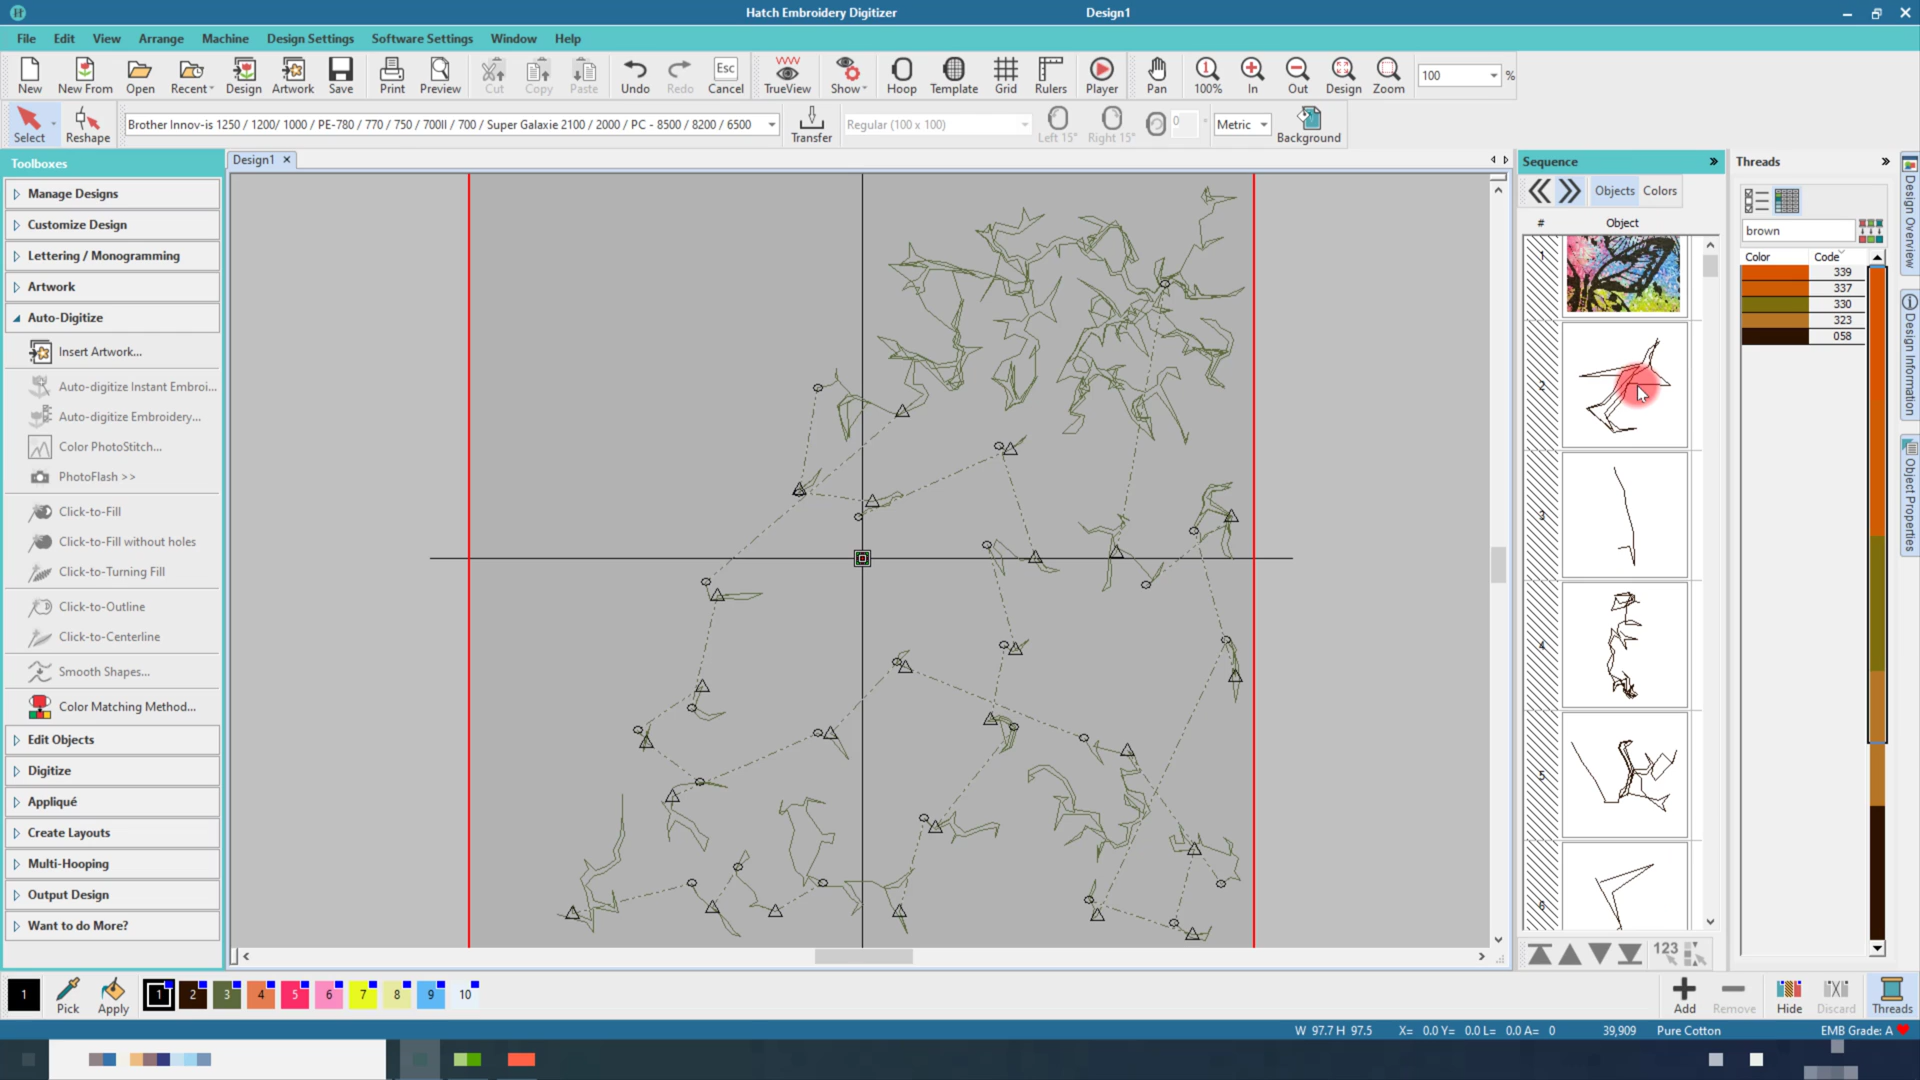 Hatch Embroidery Digitizer Design1
File Edit View Arrange Machine Design Settings Software Settings Window Help
New New From Open Recent Design Artwork Save Print Preview Cut Copy Paste Undo Redo Esc Cancel TrueView Show Hoop Template Grid Rulers Player Pan 1 100% In Out Design Zoom 100 %
Select Reshape Brother Innov-is 1250 / 1200/ 1000 / PE-780 / 770 / 750 / 700II / 700 / Super Galaxie 2100 / 2000 / PC - 8500 / 8200 / 6500 Transfer Regular (100 x 100) Left 15° Right 15° 0 ° Metric Background
Toolboxes
Manage Designs
Customize Design
Lettering / Monogramming
Artwork
Auto-Digitize
Insert Artwork...
Auto-digitize Instant Embroi...
Auto-digitize Embroidery...
Color PhotoStitch...
PhotoFlash >>
Click-to-Fill
Click-to-Fill without holes
Click-to-Turning Fill
Click-to-Outline
Click-to-Centerline
Smooth Shapes...
Color Matching Method...
Edit Objects
Digitize
Appliqué
Create Layouts
Multi-Hooping
Output Design
Want to do More?
Design1
Sequence
Objects Colors
# Object
1
2
3
4
5
6
123
Threads
brown
Color Code
339
337
330
323
058
Design Overview
Design Information
Object Properties
1 Pick Apply 1 2 3 4 5 6 7 8 9 10
Add Remove Hide Discard Threads
W 97.7 H 97.5 X= 0.0 Y= 0.0 L= 0.0 A= 0 39,909 Pure Cotton EMB Grade: A